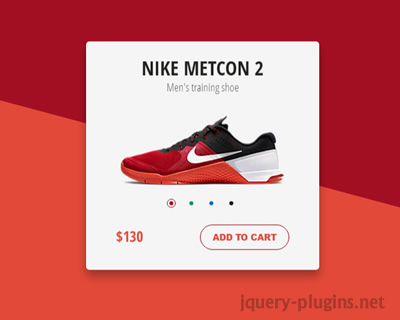 NIKE METCON 2
Men's training shoe
$130
ADD TO CART
jquery-plugins.net